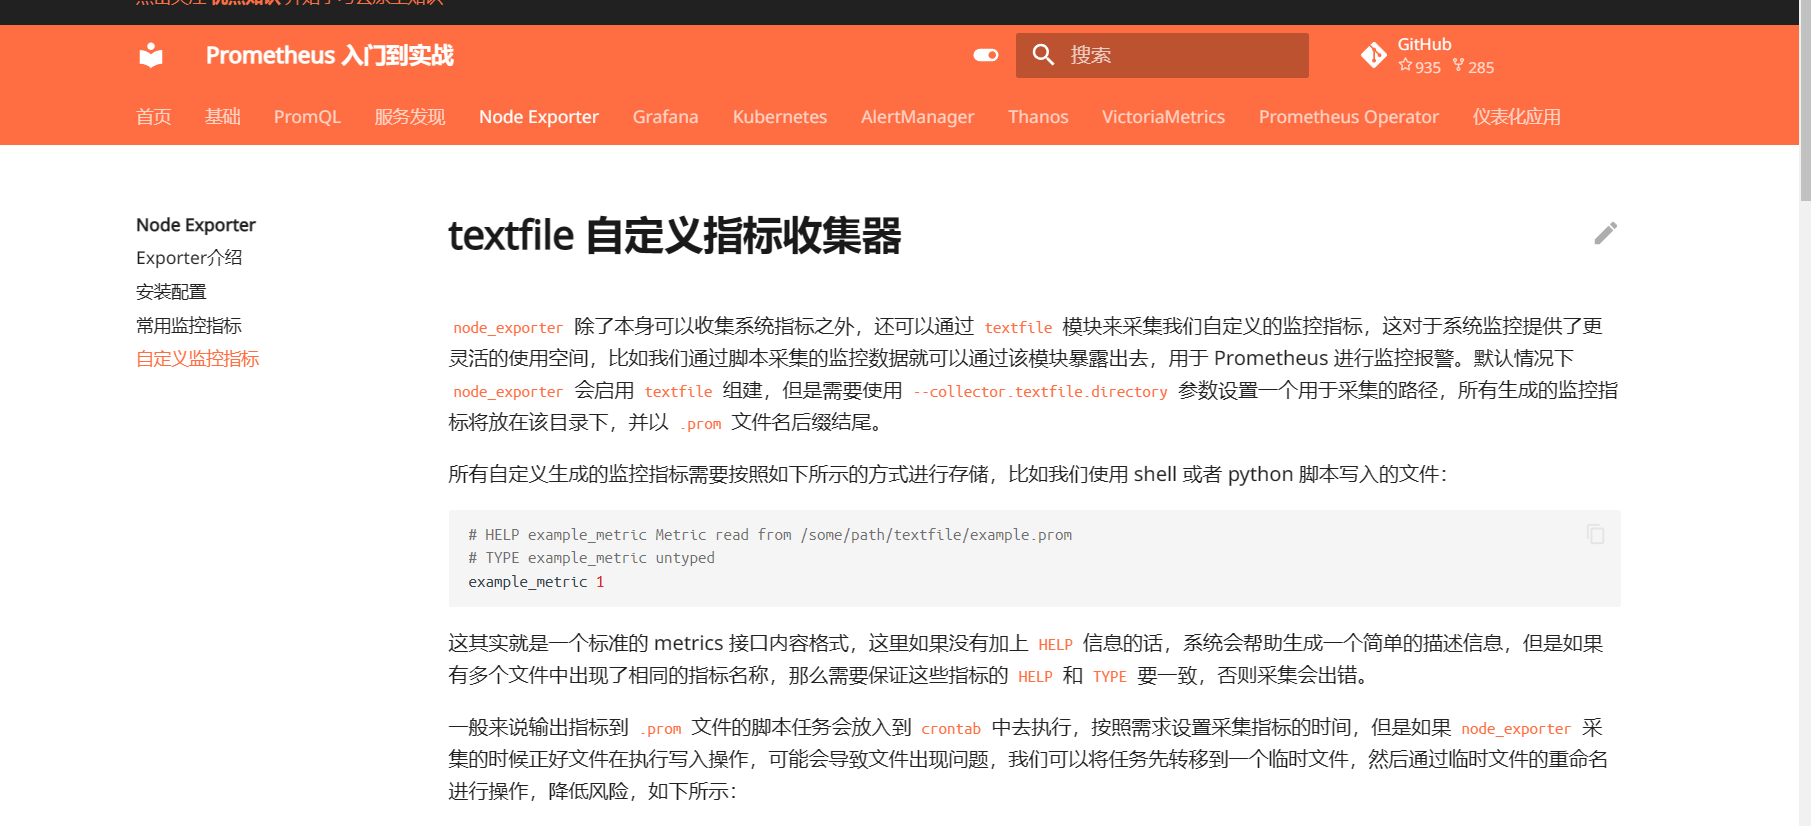 Prometheus 入门到实战
搜索
GitHub
935 285
首页 基础 PromQL 服务发现 Node Exporter Grafana Kubernetes AlertManager Thanos VictoriaMetrics Prometheus Operator 仪表化应用
Node Exporter
Exporter介绍
安装配置
常用监控指标
自定义监控指标
textfile 自定义指标收集器
node_exporter 除了本身可以收集系统指标之外，还可以通过 textfile 模块来采集我们自定义的监控指标，这对于系统监控提供了更
灵活的使用空间，比如我们通过脚本采集的监控数据就可以通过该模块暴露出去，用于 Prometheus 进行监控报警。默认情况下
node_exporter 会启用 textfile 组建，但是需要使用 --collector.textfile.directory 参数设置一个用于采集的路径，所有生成的监控指
标将放在该目录下，并以 .prom 文件名后缀结尾。
所有自定义生成的监控指标需要按照如下所示的方式进行存储，比如我们使用 shell 或者 python 脚本写入的文件：
# HELP example_metric Metric read from /some/path/textfile/example.prom
# TYPE example_metric untyped
example_metric 1
这其实就是一个标准的 metrics 接口内容格式，这里如果没有加上 HELP 信息的话，系统会帮助生成一个简单的描述信息，但是如果
有多个文件中出现了相同的指标名称，那么需要保证这些指标的 HELP 和 TYPE 要一致，否则采集会出错。
一般来说输出指标到 .prom 文件的脚本任务会放入到 crontab 中去执行，按照需求设置采集指标的时间，但是如果 node_exporter 采
集的时候正好文件在执行写入操作，可能会导致文件出现问题，我们可以将任务先转移到一个临时文件，然后通过临时文件的重命名
进行操作，降低风险，如下所示：